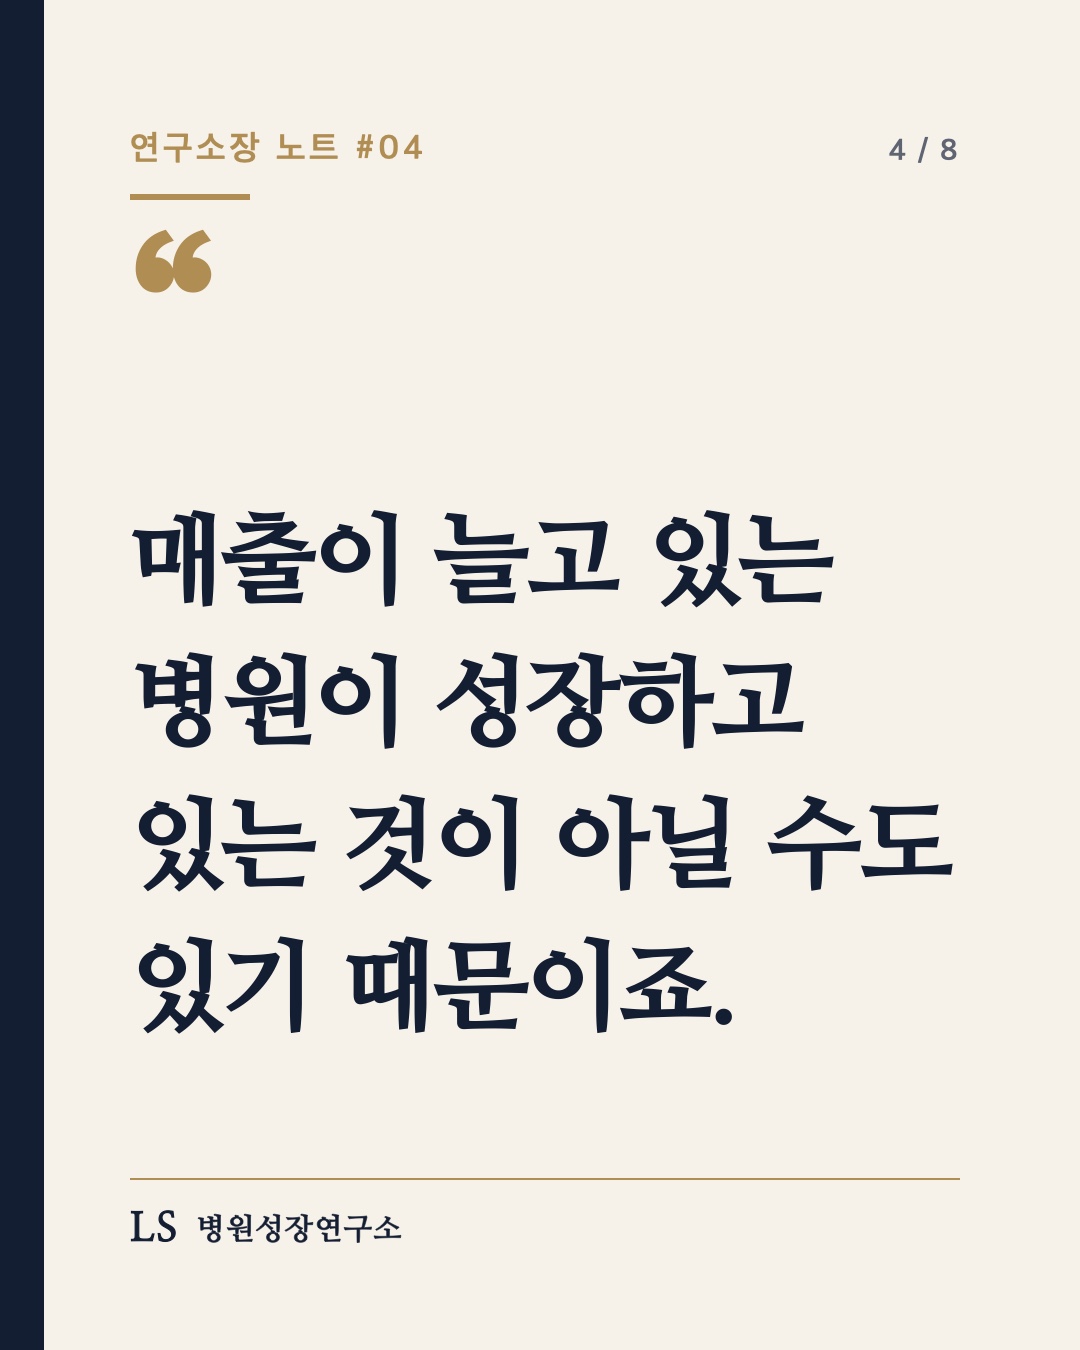 연구소장 노트 #04
4 / 8
“
매출이 늘고 있는
병원이 성장하고
있는 것이 아닐 수도
있기 때문이죠.
LS 병원성장연구소